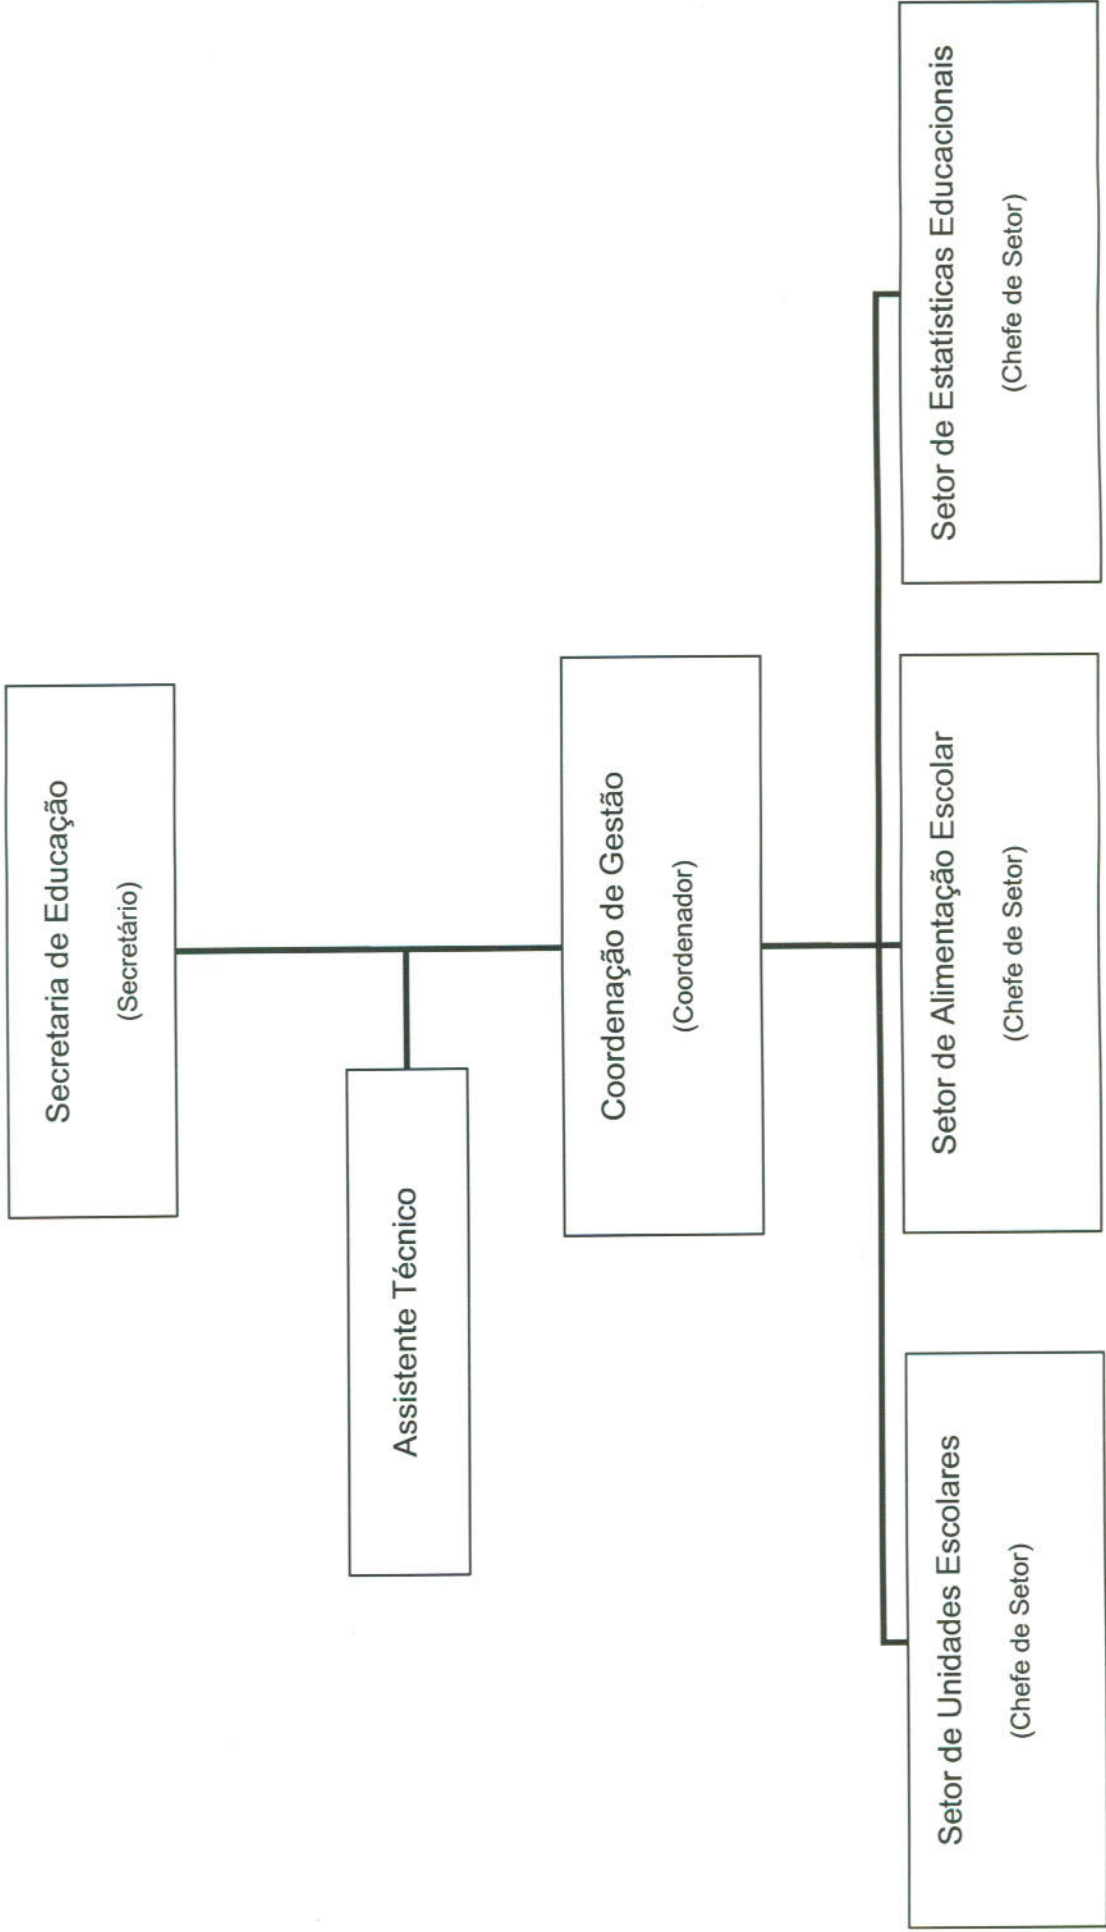 Secretaria de Educação
(Secretário)
Assistente Técnico
Coordenação de Gestão
(Coordenador)
Setor de Unidades Escolares
(Chefe de Setor)
Setor de Alimentação Escolar
(Chefe de Setor)
Setor de Estatísticas Educacionais
(Chefe de Setor)